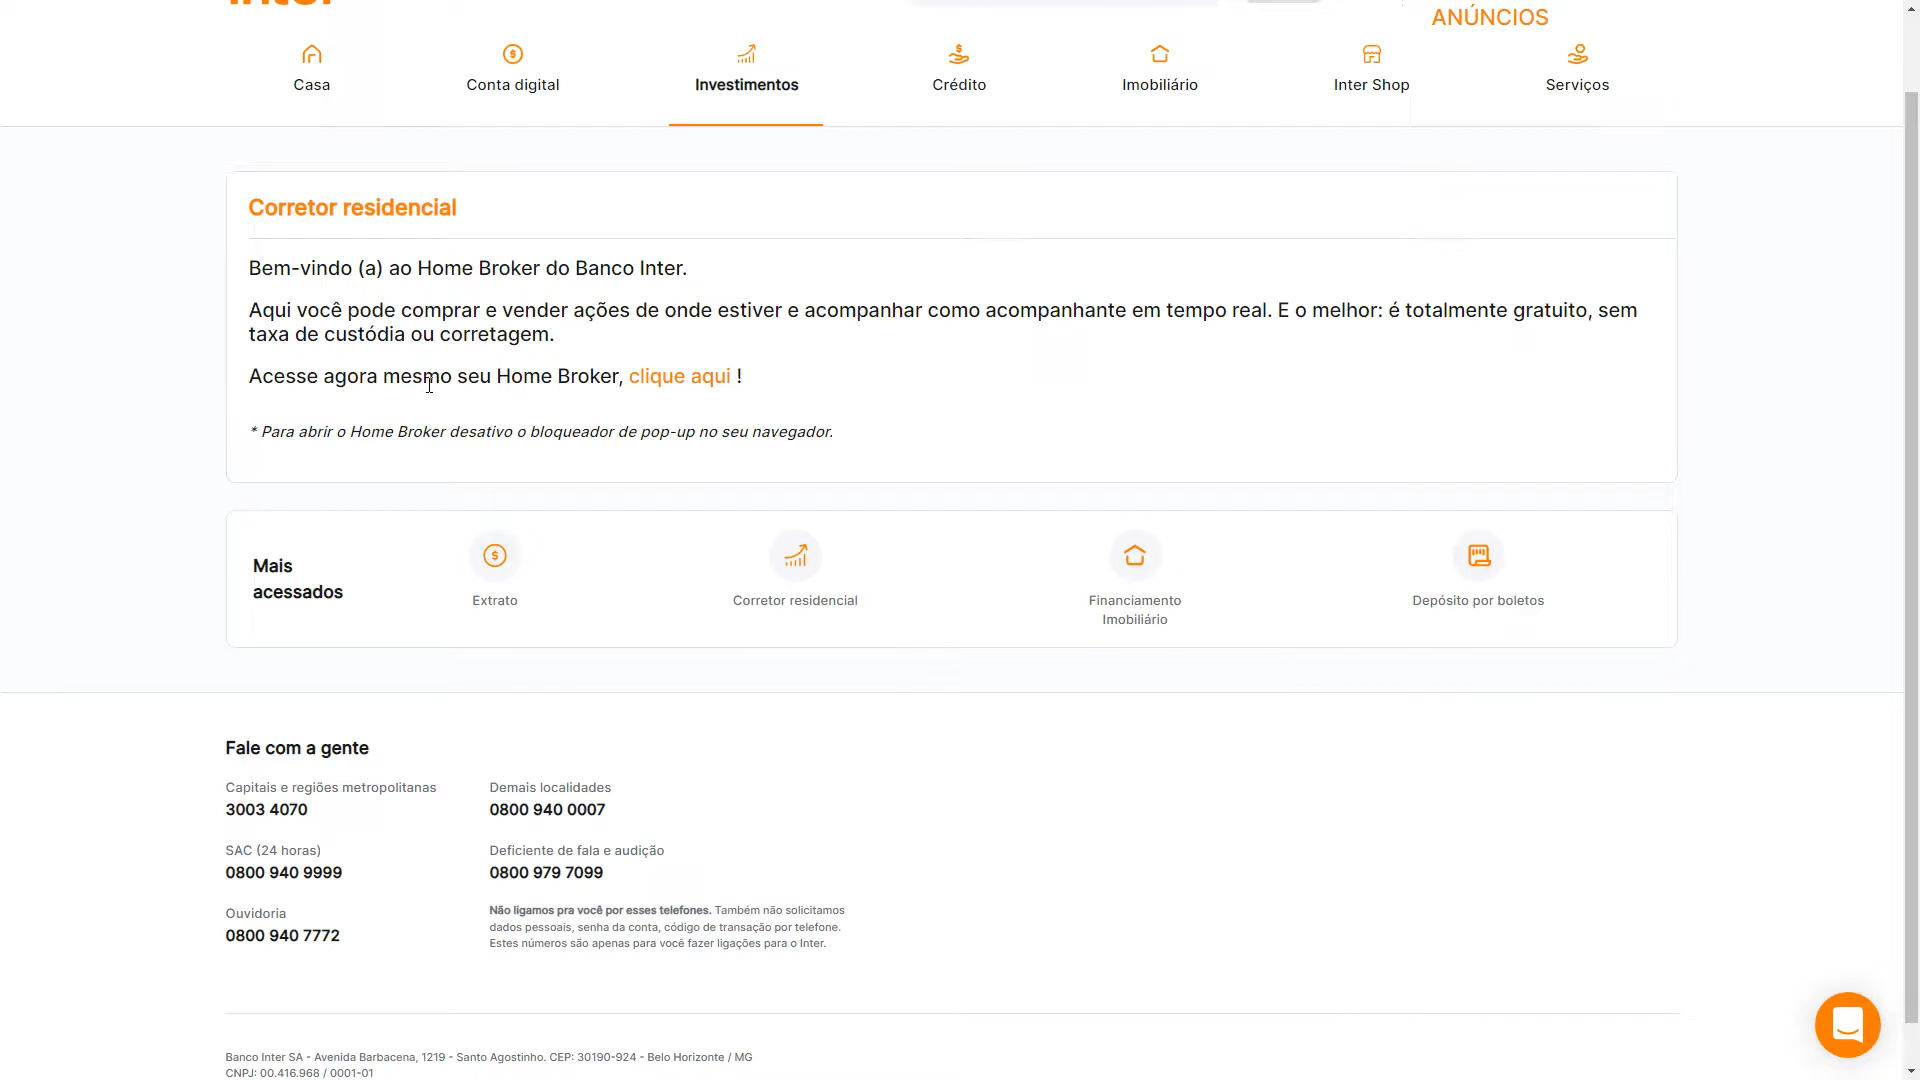 inter
ANÚNCIOS
Casa
Conta digital
Investimentos
Crédito
Imobiliário
Inter Shop
Serviços
Corretor residencial
Bem-vindo (a) ao Home Broker do Banco Inter.
Aqui você pode comprar e vender ações de onde estiver e acompanhar como acompanhante em tempo real. E o melhor: é totalmente gratuito, sem
taxa de custódia ou corretagem.
Acesse agora mesmo seu Home Broker, clique aqui !
* Para abrir o Home Broker desativo o bloqueador de pop-up no seu navegador.
Mais
acessados
Extrato
Corretor residencial
Financiamento
Imobiliário
Depósito por boletos
Fale com a gente
Capitais e regiões metropolitanas
3003 4070
Demais localidades
0800 940 0007
SAC (24 horas)
0800 940 9999
Deficiente de fala e audição
0800 979 7099
Ouvidoria
0800 940 7772
Não ligamos pra você por esses telefones. Também não solicitamos
dados pessoais, senha da conta, código de transação por telefone.
Estes números são apenas para você fazer ligações para o Inter.
Banco Inter SA - Avenida Barbacena, 1219 - Santo Agostinho. CEP: 30190-924 - Belo Horizonte / MG
CNPJ: 00.416.968 / 0001-01